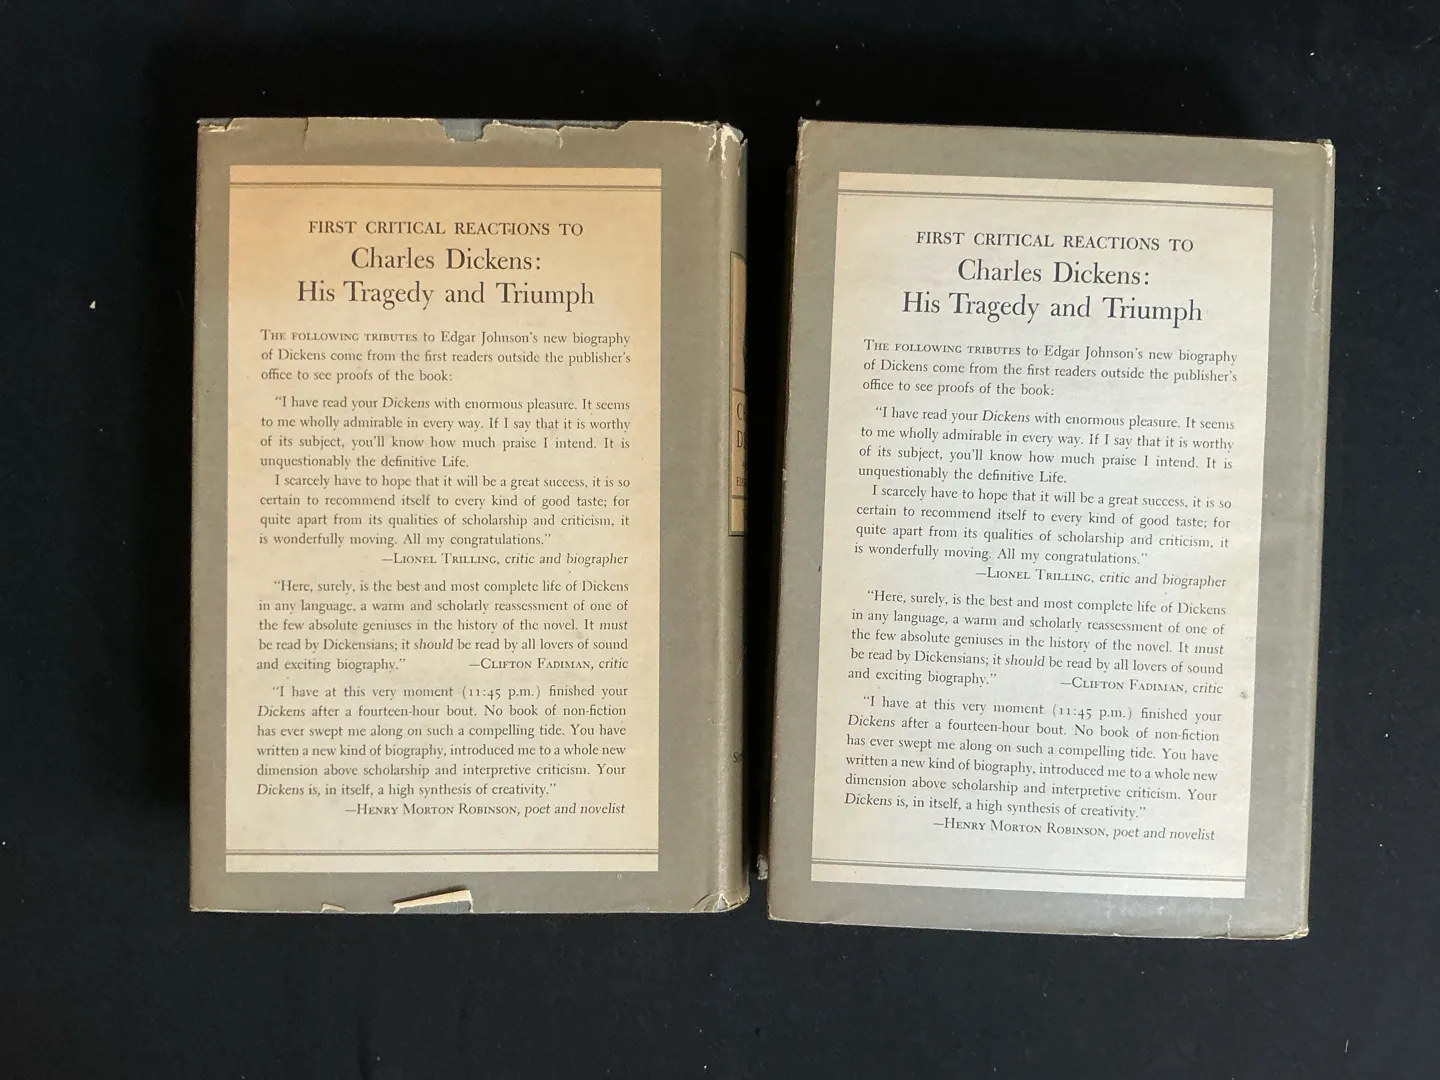 FIRST CRITICAL REACTIONS TO
Charles Dickens:
His Tragedy and Triumph
THE FOLLOWING TRIBUTES to Edgar Johnson's new biography
of Dickens come from the first readers outside the publisher's
office to see proofs of the book:
"I have read your Dickens with enormous pleasure. It seems
to me wholly admirable in every way. If I say that it is worthy
of its subject, you'll know how much praise I intend. It is
unquestionably the definitive Life.
I scarcely have to hope that it will be a great success, it is so
certain to recommend itself to every kind of good taste; for
quite apart from its qualities of scholarship and criticism, it
is wonderfully moving. All my congratulations."
—LIONEL TRILLING, critic and biographer
"Here, surely, is the best and most complete life of Dickens
in any language, a warm and scholarly reassessment of one of
the few absolute geniuses in the history of the novel. It must
be read by Dickensians; it should be read by all lovers of sound
and exciting biography." —CLIFTON FADIMAN, critic
"I have at this very moment (11:45 p.m.) finished your
Dickens after a fourteen-hour bout. No book of non-fiction
has ever swept me along on such a compelling tide. You have
written a new kind of biography, introduced me to a whole new
dimension above scholarship and interpretive criticism. Your
Dickens is, in itself, a high synthesis of creativity."
—HENRY MORTON ROBINSON, poet and novelist
FIRST CRITICAL REACTIONS TO
Charles Dickens:
His Tragedy and Triumph
THE FOLLOWING TRIBUTES to Edgar Johnson's new biography
of Dickens come from the first readers outside the publisher's
office to see proofs of the book:
"I have read your Dickens with enormous pleasure. It seems
to me wholly admirable in every way. If I say that it is worthy
of its subject, you'll know how much praise I intend. It is
unquestionably the definitive Life.
I scarcely have to hope that it will be a great success, it is so
certain to recommend itself to every kind of good taste; for
quite apart from its qualities of scholarship and criticism, it
is wonderfully moving. All my congratulations."
—LIONEL TRILLING, critic and biographer
"Here, surely, is the best and most complete life of Dickens
in any language, a warm and scholarly reassessment of one of
the few absolute geniuses in the history of the novel. It must
be read by Dickensians; it should be read by all lovers of sound
and exciting biography." —CLIFTON FADIMAN, critic
"I have at this very moment (11:45 p.m.) finished your
Dickens after a fourteen-hour bout. No book of non-fiction
has ever swept me along on such a compelling tide. You have
written a new kind of biography, introduced me to a whole new
dimension above scholarship and interpretive criticism. Your
Dickens is, in itself, a high synthesis of creativity."
—HENRY MORTON ROBINSON, poet and novelist